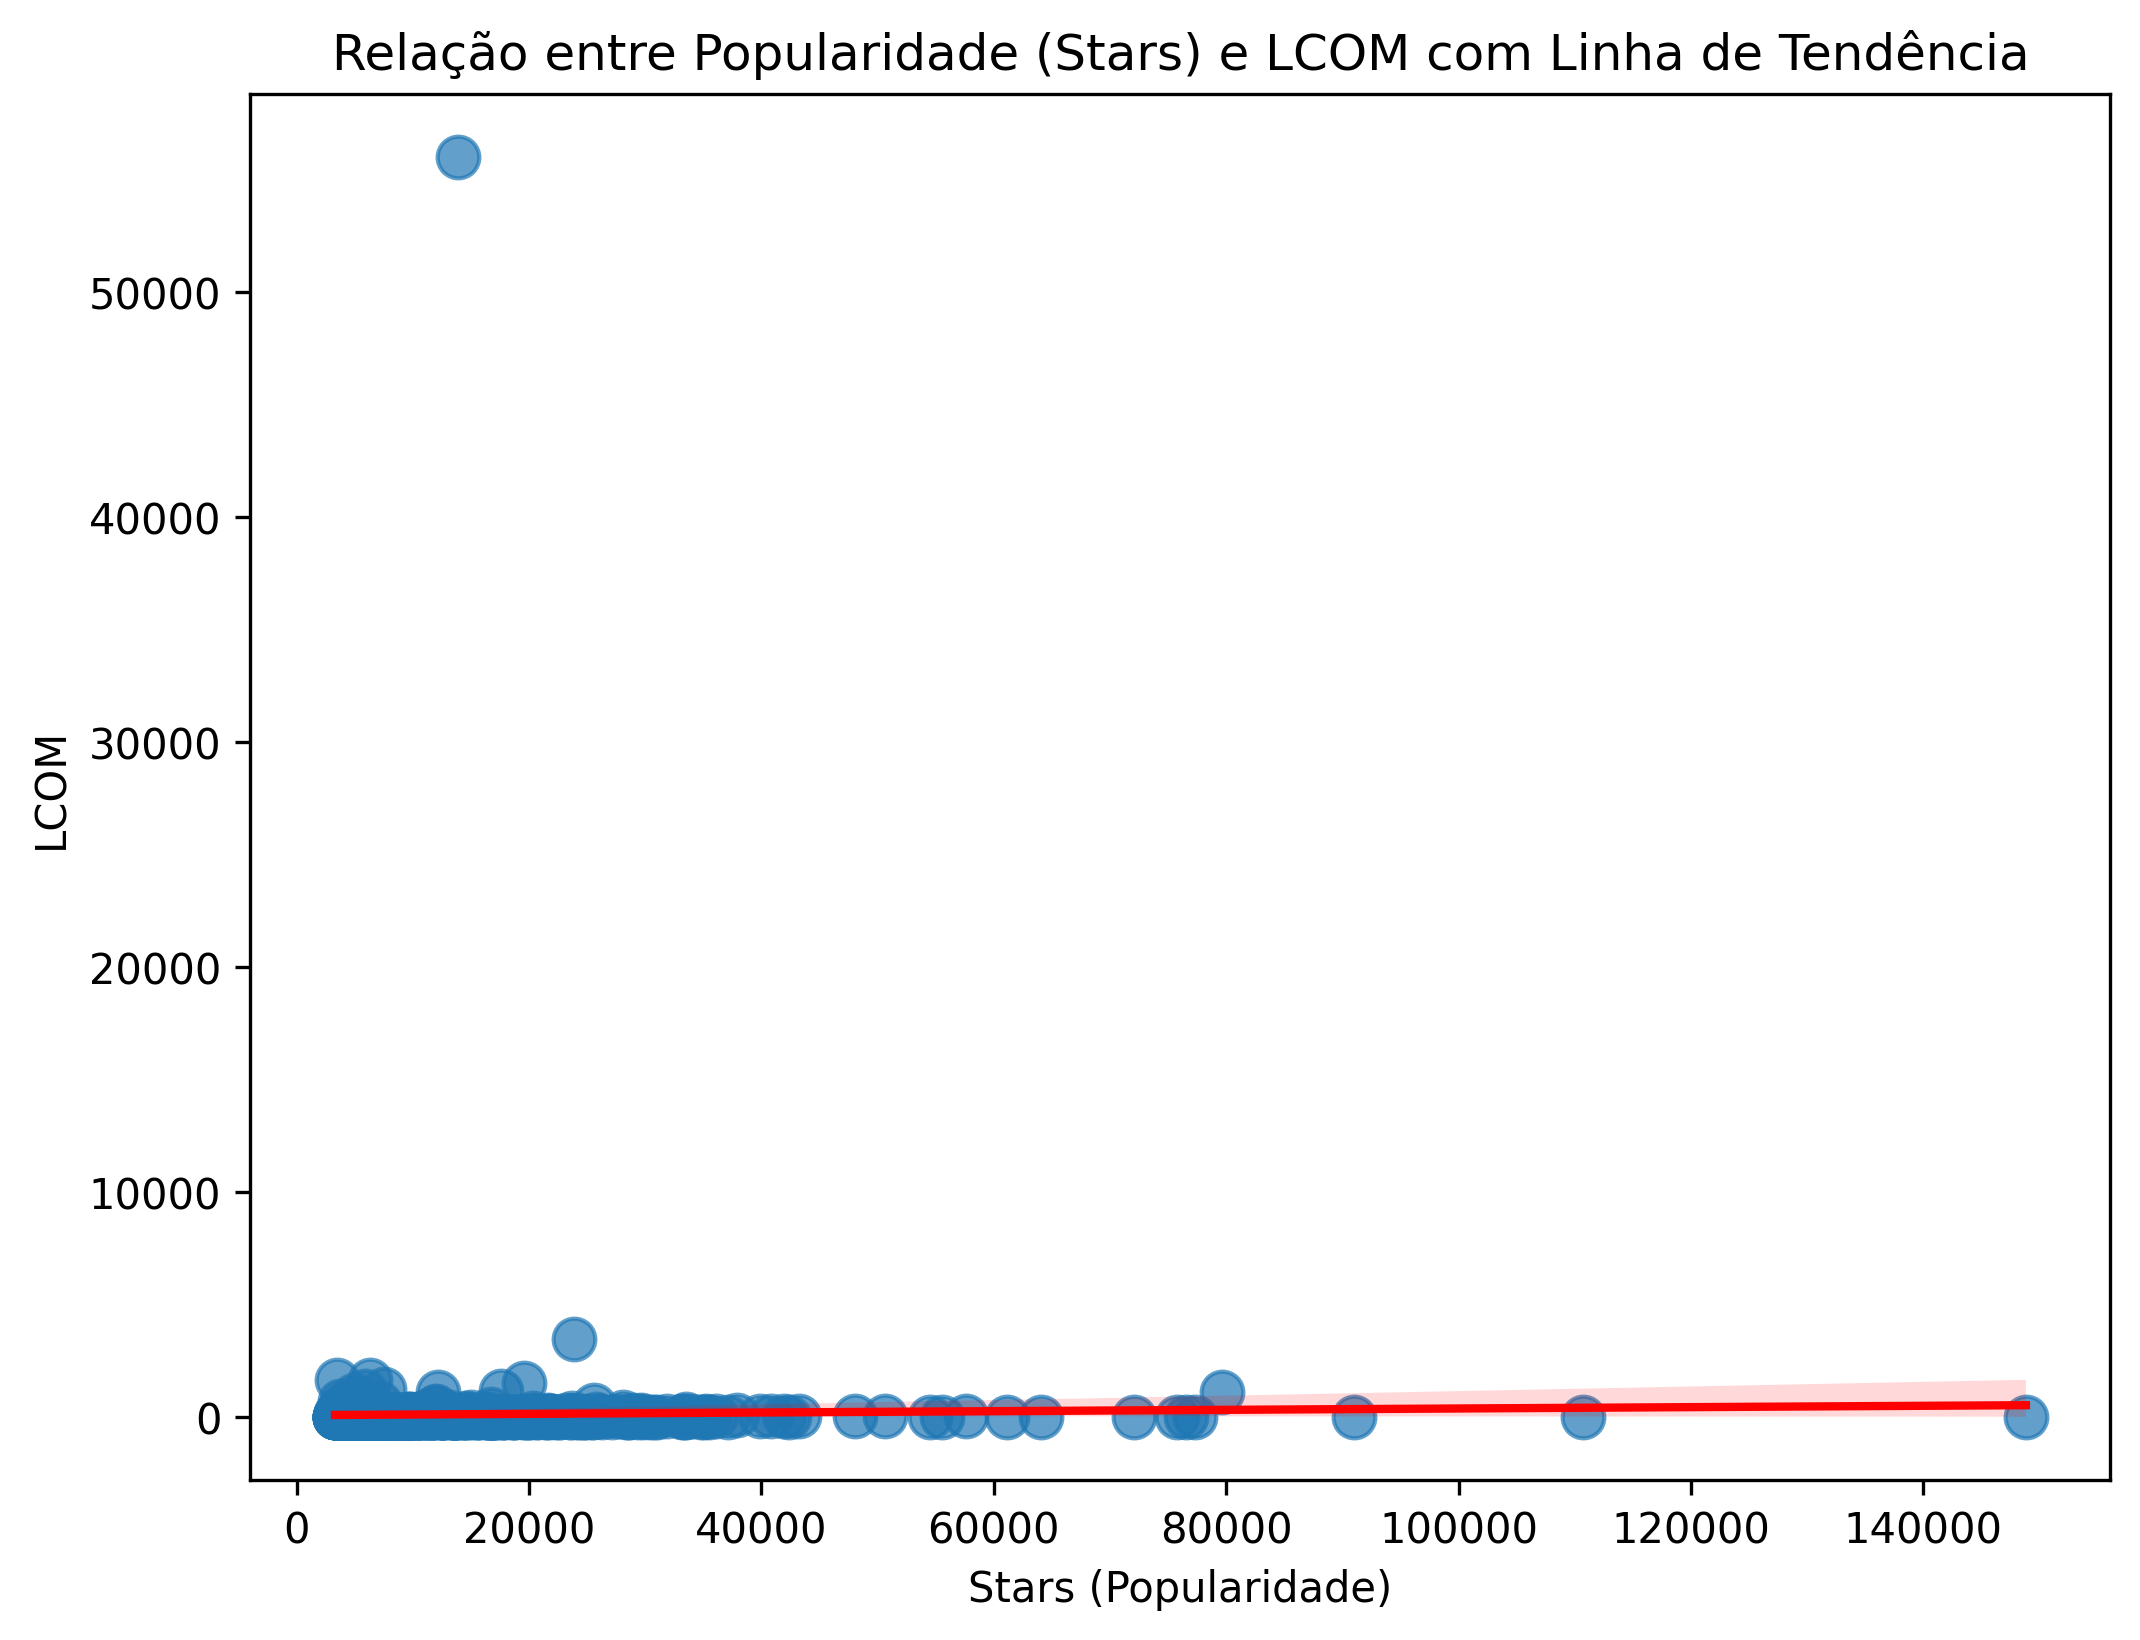 Relação entre Popularidade (Stars) e LCOM com Linha de Tendência
50000
40000
30000
20000
10000
0
LCOM
0 20000 40000 60000 80000 100000 120000 140000
Stars (Popularidade)